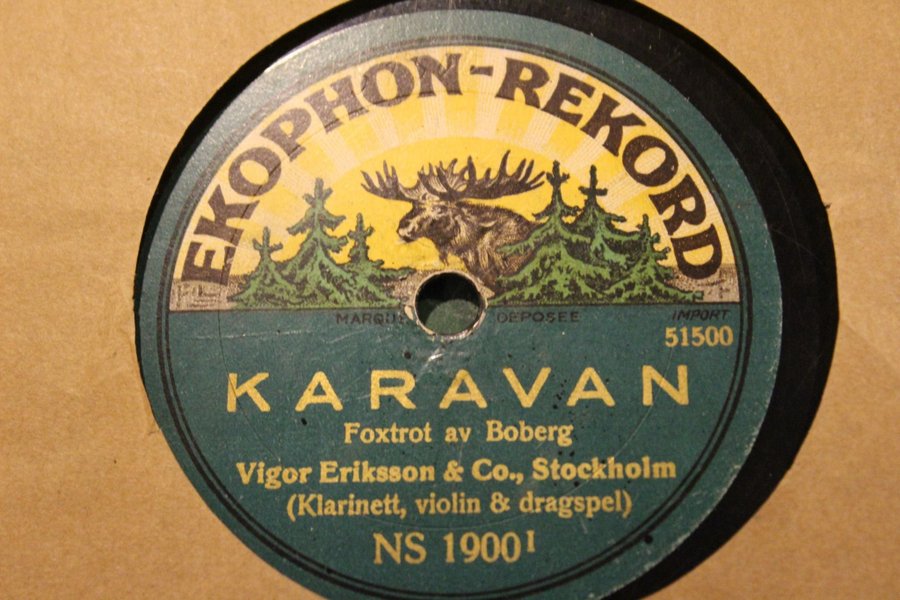 EKOPHON-REKORD
MARQUE DEPOSEE IMPORT
51500
KARAVAN
Foxtrot av Boberg
Vigor Eriksson & Co., Stockholm
(Klarinett, violin & dragspel)
NS 1900¹